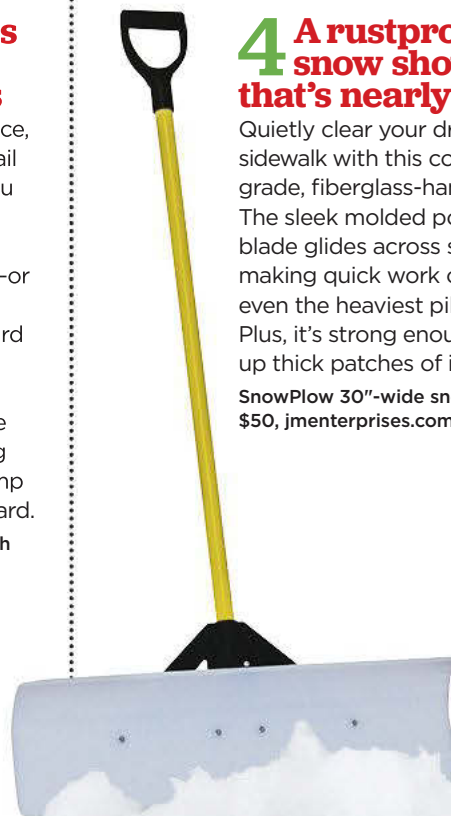 s
s
ce,
ail
u
-or
rd
e
g
mp
ard.
h
4 A rustpro
snow sho
that's nearly
Quietly clear your dr
sidewalk with this co
grade, fiberglass-har
The sleek molded po
blade glides across s
making quick work o
even the heaviest pil
Plus, it's strong enou
up thick patches of i
SnowPlow 30"-wide sn
$50, jmenterprises.com